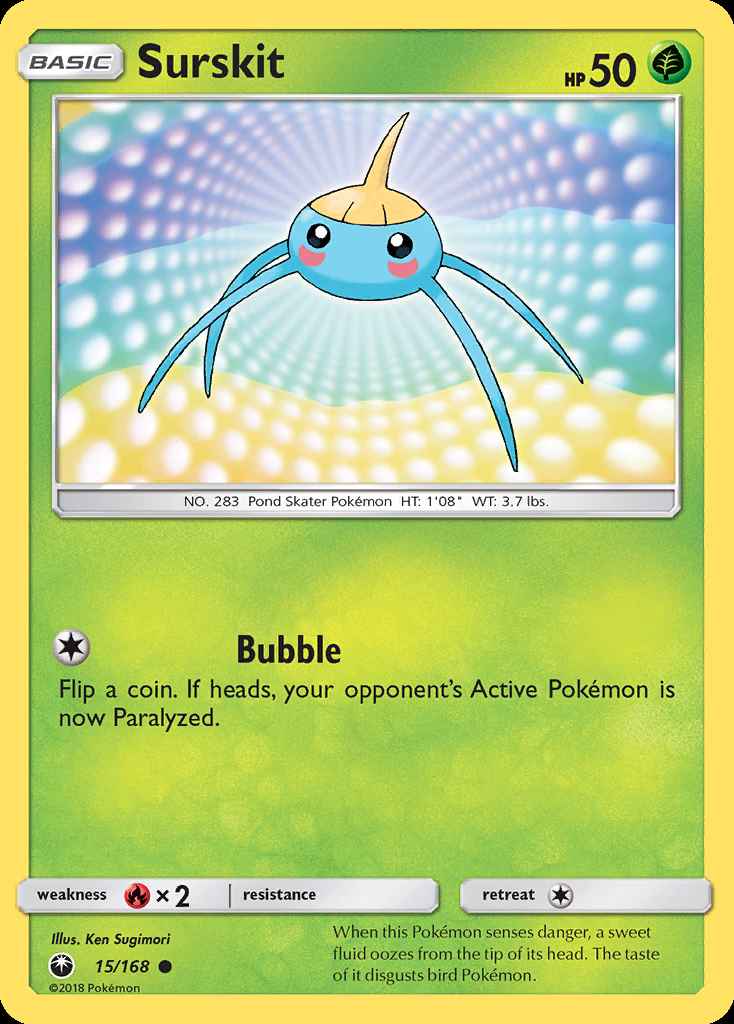 BASIC Surskit HP 50
NO. 283 Pond Skater Pokémon HT: 1'08" WT: 3.7 lbs.
Bubble
Flip a coin. If heads, your opponent's Active Pokémon is
now Paralyzed.
weakness × 2 resistance retreat
Illus. Ken Sugimori
15/168
©2018 Pokémon
When this Pokémon senses danger, a sweet
fluid oozes from the tip of its head. The taste
of it disgusts bird Pokémon.